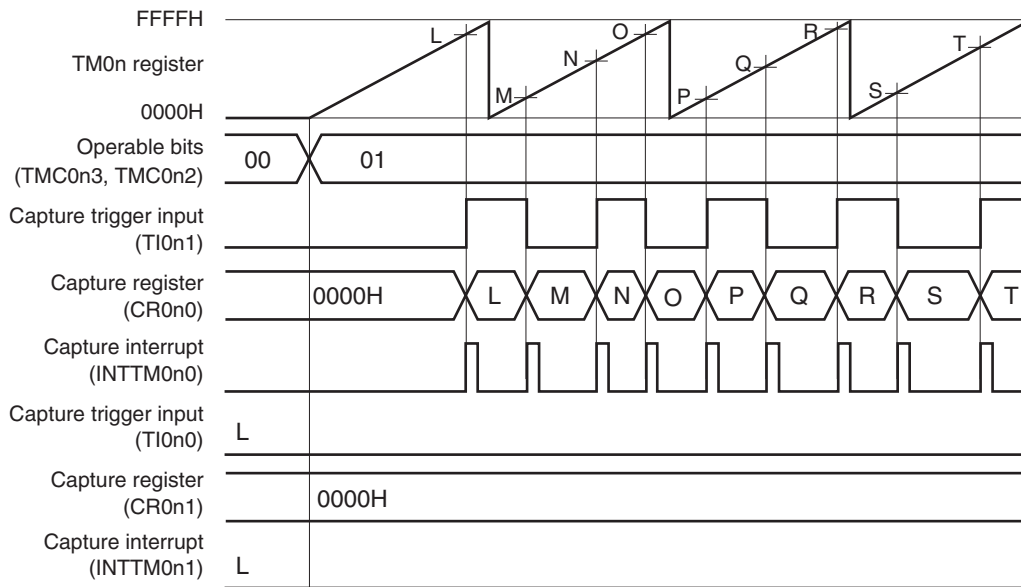 FFFFH
TM0n register
0000H
L M N O P Q R S T
Operable bits
(TMC0n3, TMC0n2)
00 01
Capture trigger input
(TI0n1)
Capture register
(CR0n0)
0000H L M N O P Q R S T
Capture interrupt
(INTTM0n0)
Capture trigger input
(TI0n0)
L
Capture register
(CR0n1)
0000H
Capture interrupt
(INTTM0n1)
L